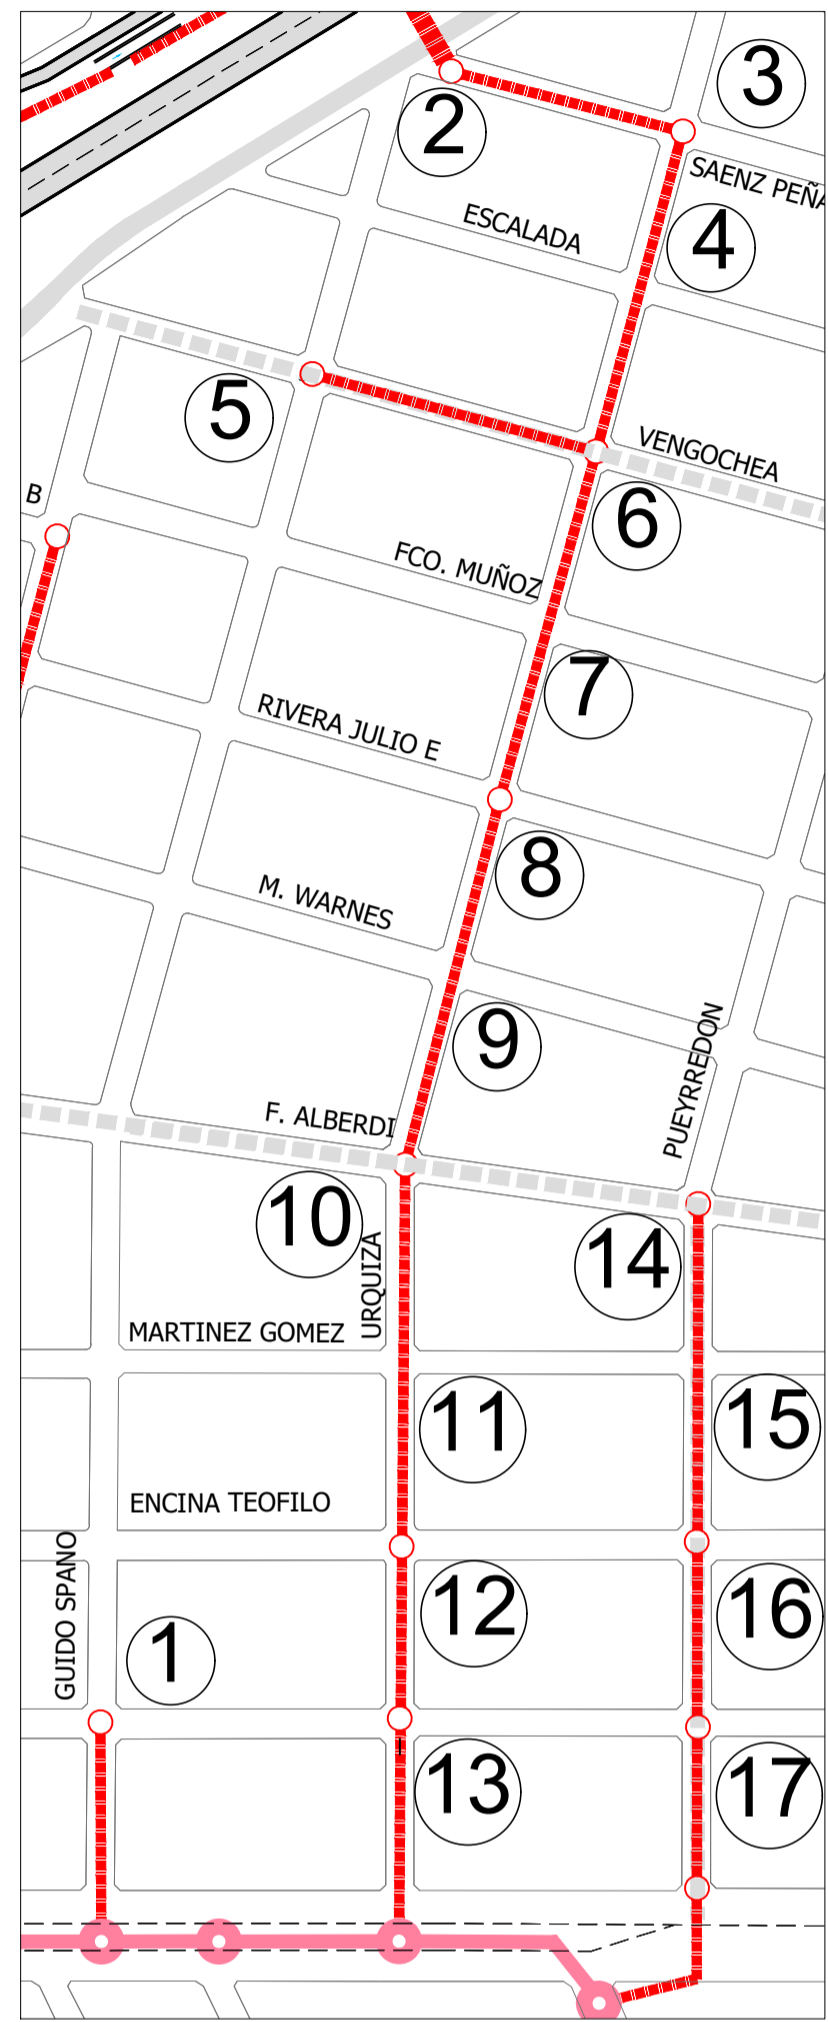 3
2
SAENZ PEÑA
4
ESCALADA
5
VENGOCHEA
B
6
FCO. MUÑOZ
7
RIVERA JULIO E
8
M. WARNES
9
PUEYRREDON
F. ALBERDI
10
URQUIZA
14
MARTINEZ GOMEZ
11
15
ENCINA TEOFILO
GUIDO SPANO
12
16
1
13
17